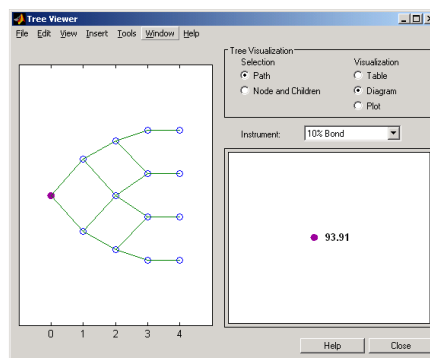 Tree Viewer
File Edit View Insert Tools Window Help
Tree Visualization
Selection
Visualization
Path
Table
Node and Children
Diagram
Plot
Instrument:
10% Bond
93.91
0 1 2 3 4
Help
Close